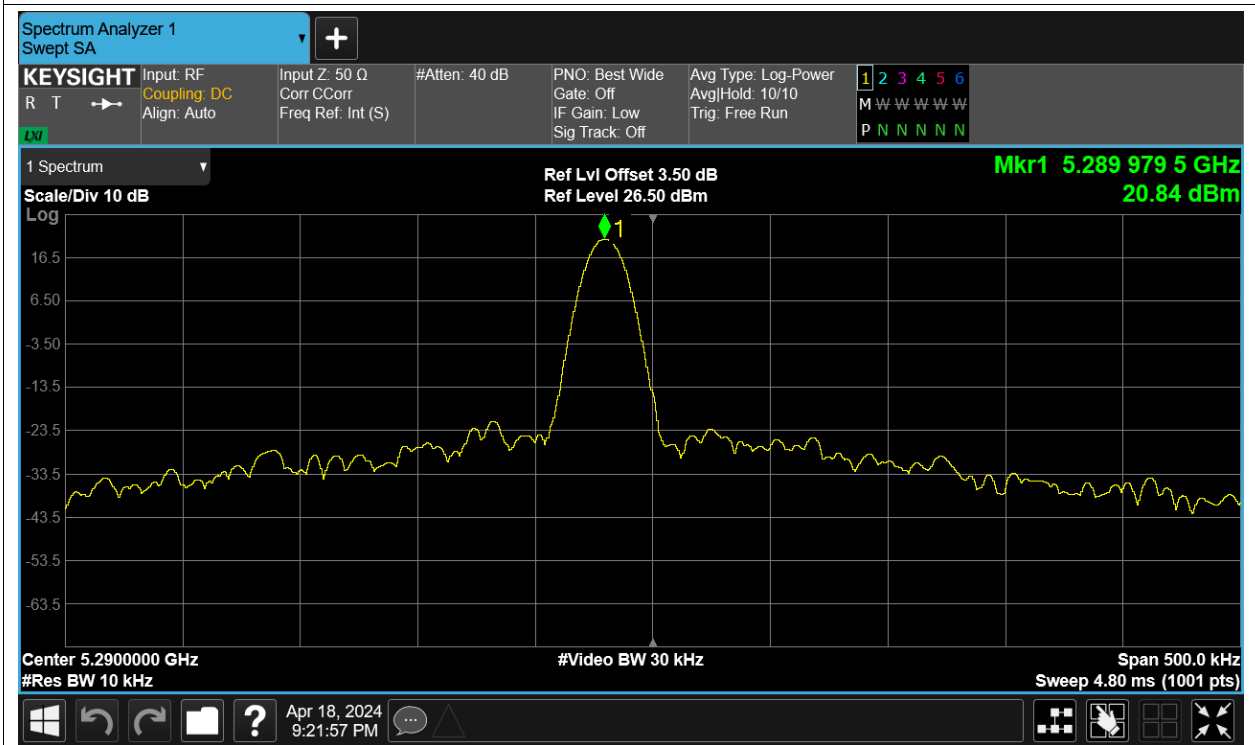 Spectrum Analyzer 1
Swept SA
KEYSIGHT
R T
LXI
Input: RF
Coupling: DC
Align: Auto
Input Z: 50 Ω
Corr CCorr
Freq Ref: Int (S)
#Atten: 40 dB
PNO: Best Wide
Gate: Off
IF Gain: Low
Sig Track: Off
Avg Type: Log-Power
Avg|Hold: 10/10
Trig: Free Run
1 2 3 4 5 6
M W W W W W
P N N N N N
1 Spectrum
Scale/Div 10 dB
Log
Ref Lvl Offset 3.50 dB
Ref Level 26.50 dBm
Mkr1 5.289 979 5 GHz
20.84 dBm
1
16.5
6.50
-3.50
-13.5
-23.5
-33.5
-43.5
-53.5
-63.5
Center 5.2900000 GHz
#Video BW 30 kHz
Span 500.0 kHz
#Res BW 10 kHz
Sweep 4.80 ms (1001 pts)
?
Apr 18, 2024
9:21:57 PM